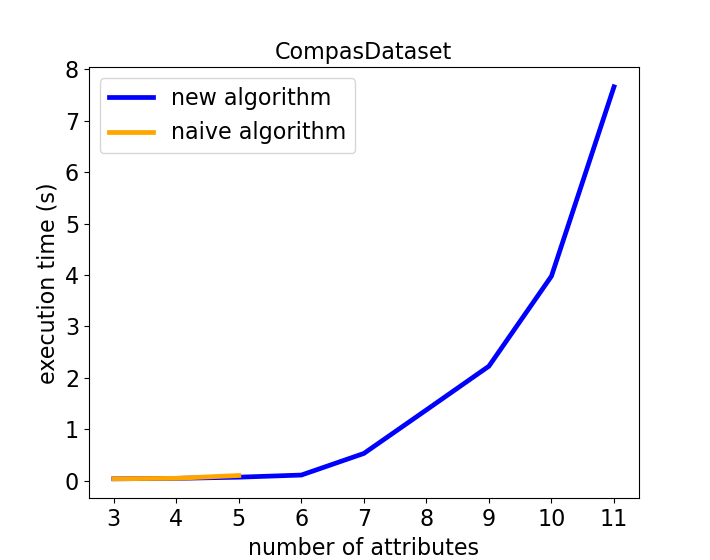 CompasDataset
new algorithm
naive algorithm
execution time (s)
8
7
6
5
4
3
2
1
0
3 4 5 6 7 8 9 10 11
number of attributes